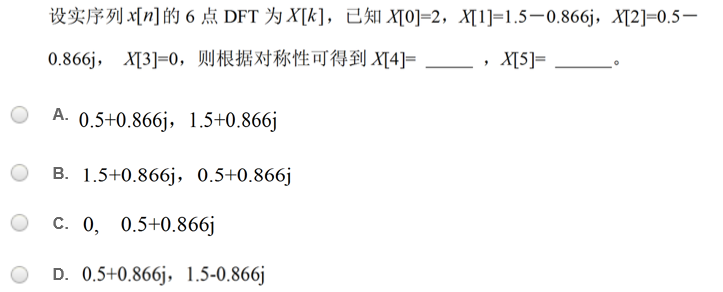 设实序列 x[n]的 6 点 DFT 为 X[k]，已知 X[0]=2，X[1]=1.5－0.866j，X[2]=0.5－
0.866j， X[3]=0，则根据对称性可得到 X[4]= _____ ，X[5]= ______。
A. 0.5+0.866j，1.5+0.866j
B. 1.5+0.866j，0.5+0.866j
C. 0， 0.5+0.866j
D. 0.5+0.866j，1.5-0.866j